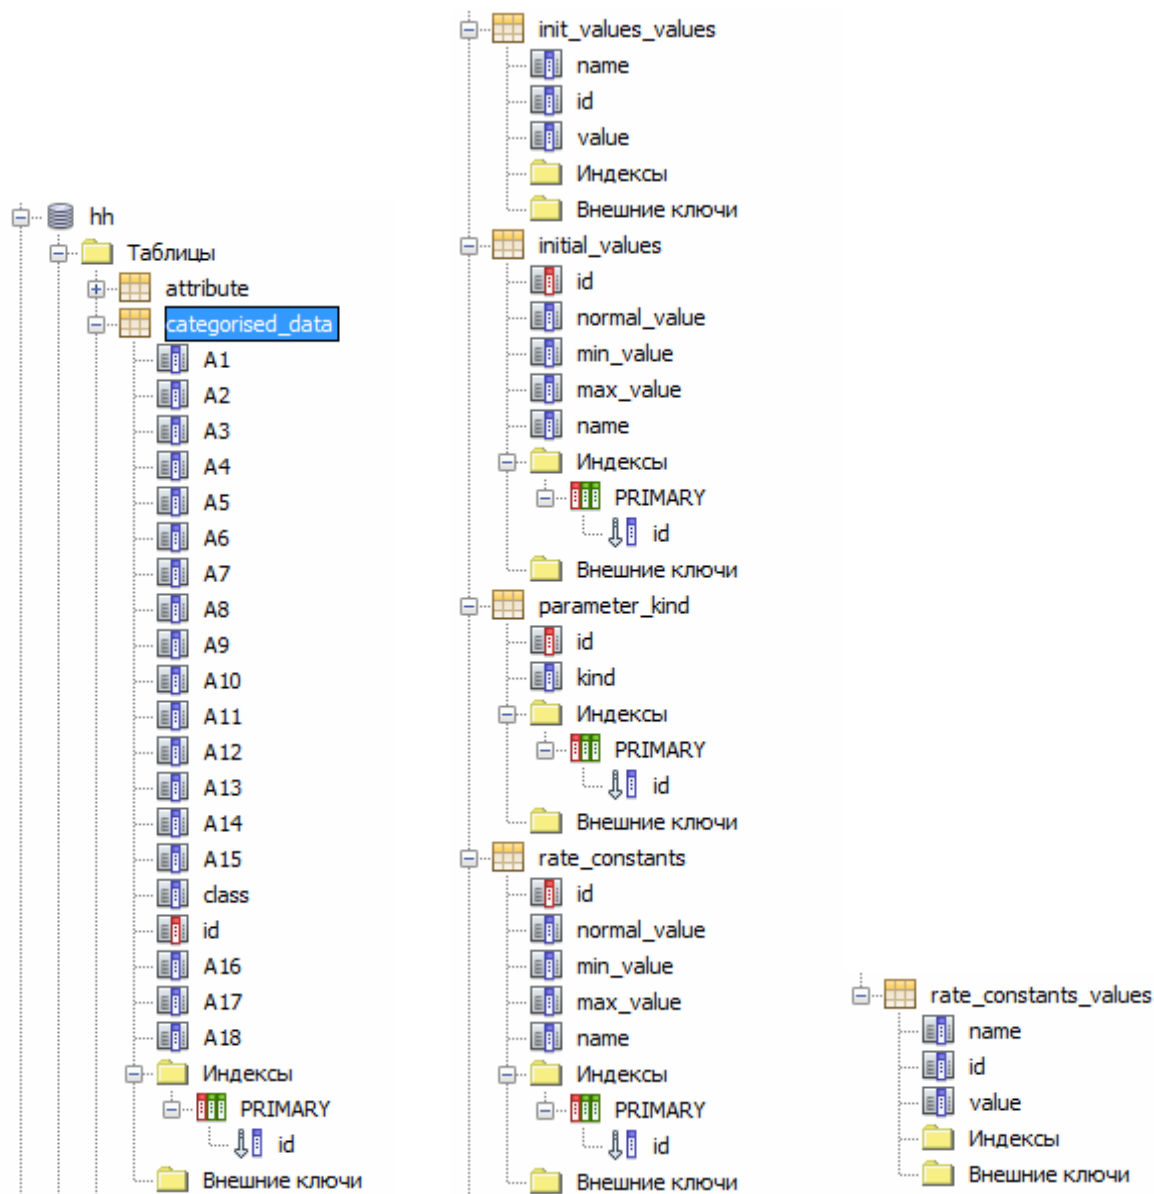 hh
Таблицы
attribute
categorised_data
A1
A2
A3
A4
A5
A6
A7
A8
A9
A10
A11
A12
A13
A14
A15
class
id
A16
A17
A18
Индексы
PRIMARY
id
Внешние ключи
init_values_values
name
id
value
Индексы
Внешние ключи
initial_values
id
normal_value
min_value
max_value
name
Индексы
PRIMARY
id
Внешние ключи
parameter_kind
id
kind
Индексы
PRIMARY
id
Внешние ключи
rate_constants
id
normal_value
min_value
max_value
name
Индексы
PRIMARY
id
Внешние ключи
rate_constants_values
name
id
value
Индексы
Внешние ключи